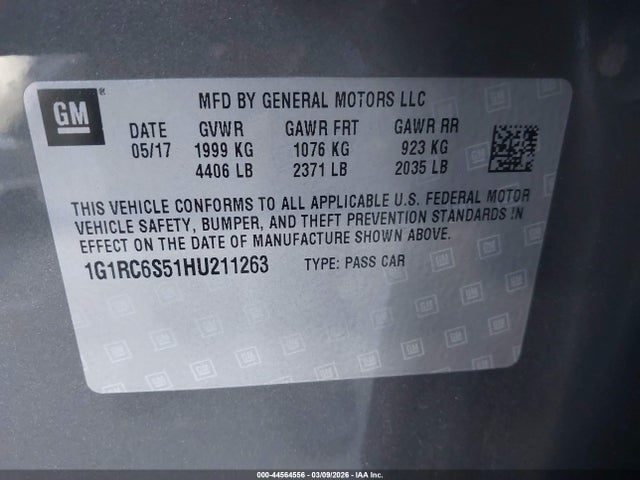 GM ®
MFD BY GENERAL MOTORS LLC
DATE GVWR GAWR FRT GAWR RR
05/17 1999 KG 1076 KG 923 KG
4406 LB 2371 LB 2035 LB
THIS VEHICLE CONFORMS TO ALL APPLICABLE U.S. FEDERAL MOTOR
VEHICLE SAFETY, BUMPER, AND THEFT PREVENTION STANDARDS IN
EFFECT ON THE DATE OF MANUFACTURE SHOWN ABOVE.
1G1RC6S51HU211263 TYPE: PASS CAR
000-44564556 - 03/09/2026 - IAAI.COM